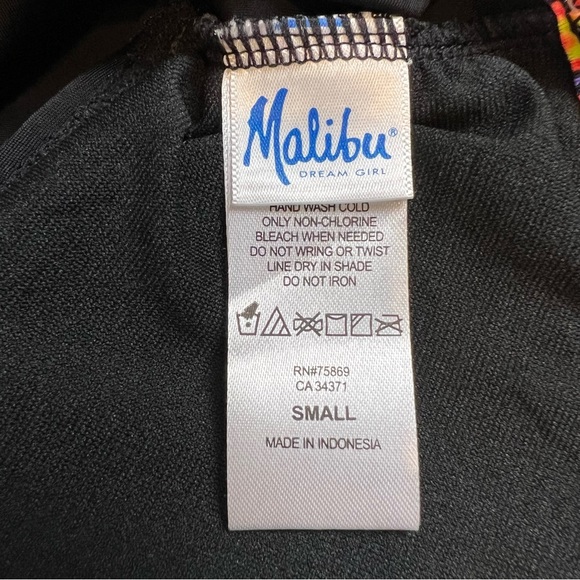 Malibu®
DREAM GIRL
HAND WASH COLD
ONLY NON-CHLORINE
BLEACH WHEN NEEDED
DO NOT WRING OR TWIST
LINE DRY IN SHADE
DO NOT IRON
RN#75869
CA 34371
SMALL
MADE IN INDONESIA